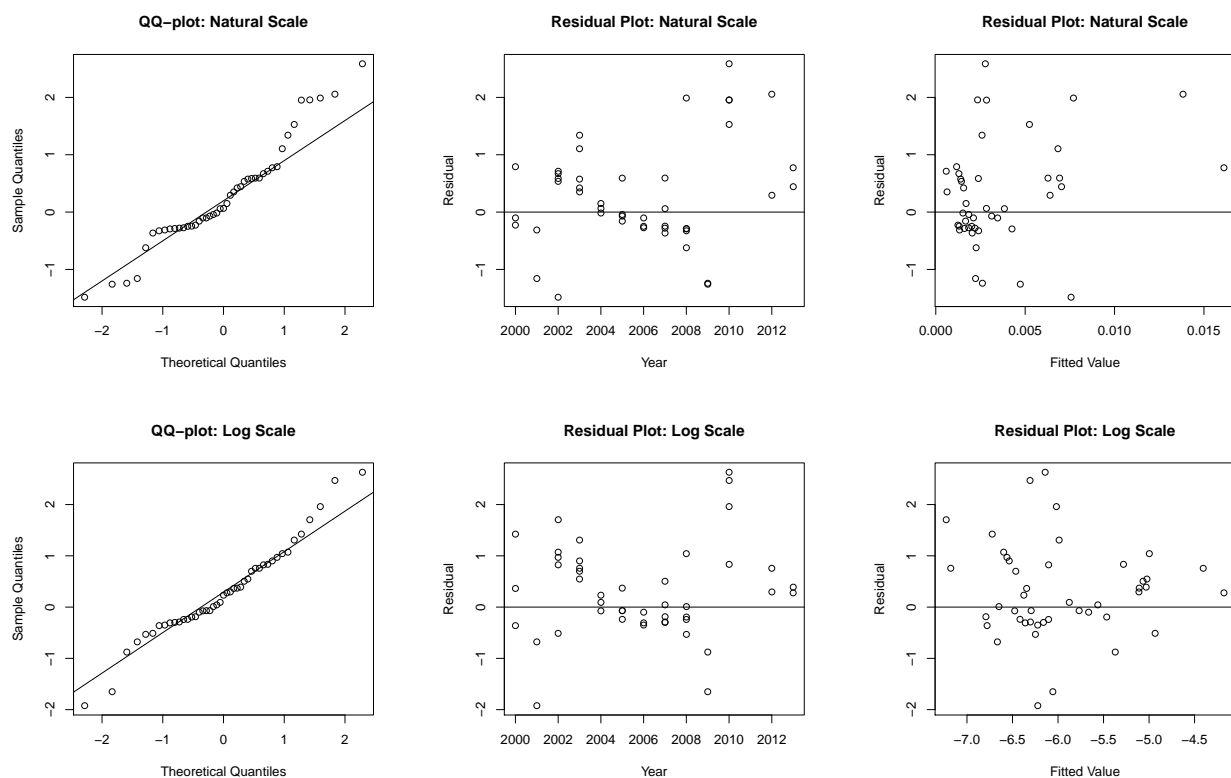 QQ−plot: Natural Scale
Sample Quantiles
2
1
0
−1
−2 −1 0 1 2
Theoretical Quantiles
Residual Plot: Natural Scale
Residual
2
1
0
−1
2000 2002 2004 2006 2008 2010 2012
Year
Residual Plot: Natural Scale
Residual
2
1
0
−1
0.000 0.005 0.010 0.015
Fitted Value
QQ−plot: Log Scale
Sample Quantiles
2
1
0
−1
−2
−2 −1 0 1 2
Theoretical Quantiles
Residual Plot: Log Scale
Residual
2
1
0
−1
−2
2000 2002 2004 2006 2008 2010 2012
Year
Residual Plot: Log Scale
Residual
2
1
0
−1
−2
−7.0 −6.5 −6.0 −5.5 −5.0 −4.5
Fitted Value